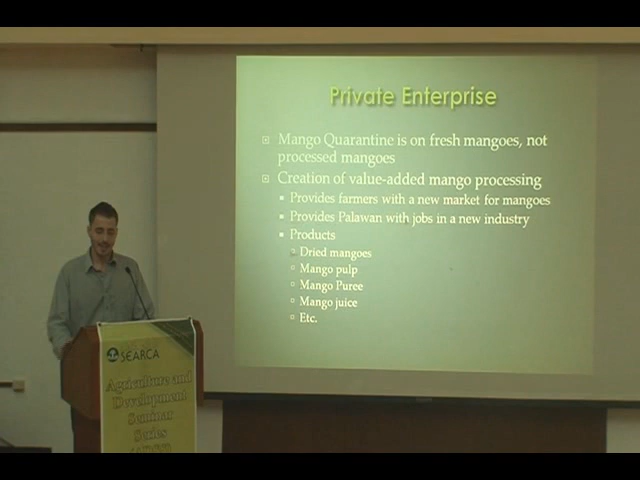 Private Enterprise
Mango Quarantine is on fresh mangoes, not
processed mangoes
Creation of value-added mango processing
Provides farmers with a new market for mangoes
Provides Palawan with jobs in a new industry
Products
Dried mangoes
Mango pulp
Mango Puree
Mango juice
Etc.
SEARCA
Agriculture and
Development
Seminar
Series